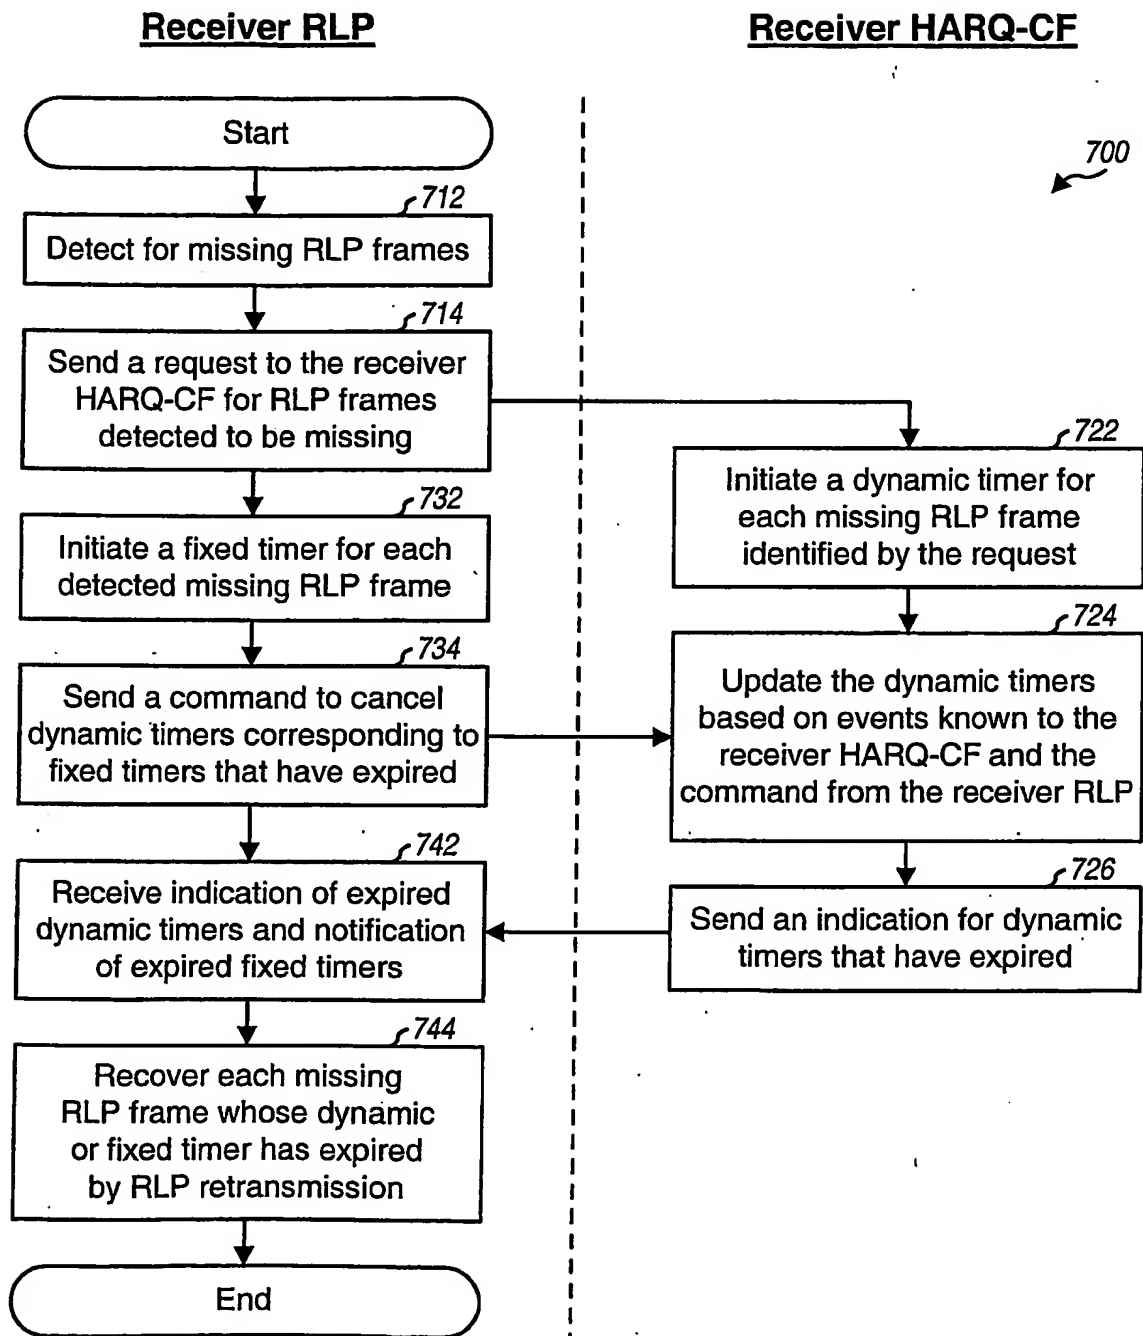 Receiver RLP
Receiver HARQ-CF
700
Start
712
Detect for missing RLP frames
714
Send a request to the receiver
HARQ-CF for RLP frames
detected to be missing
722
Initiate a dynamic timer for
each missing RLP frame
identified by the request
732
Initiate a fixed timer for each
detected missing RLP frame
724
Update the dynamic timers
based on events known to the
receiver HARQ-CF and the
command from the receiver RLP
734
Send a command to cancel
dynamic timers corresponding to
fixed timers that have expired
726
Send an indication for dynamic
timers that have expired
742
Receive indication of expired
dynamic timers and notification
of expired fixed timers
744
Recover each missing
RLP frame whose dynamic
or fixed timer has expired
by RLP retransmission
End